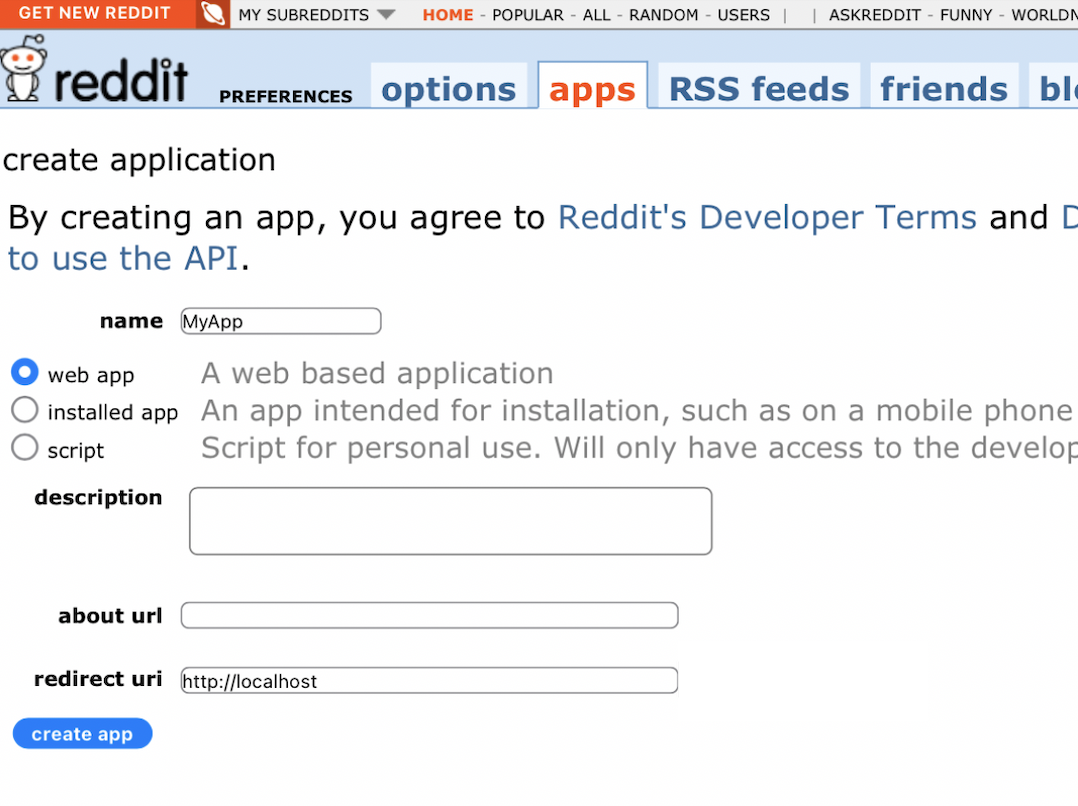 GET NEW REDDIT MY SUBREDDITS HOME - POPULAR - ALL - RANDOM - USERS | | ASKREDDIT - FUNNY -
reddit PREFERENCES options apps RSS feeds friends
create application
By creating an app, you agree to Reddit's Developer Terms and
to use the API.
name MyApp
web app A web based application
installed app An app intended for installation, such as on a mobile phone
script Script for personal use. Will only have access to the
description
about url
redirect uri http://localhost
create app